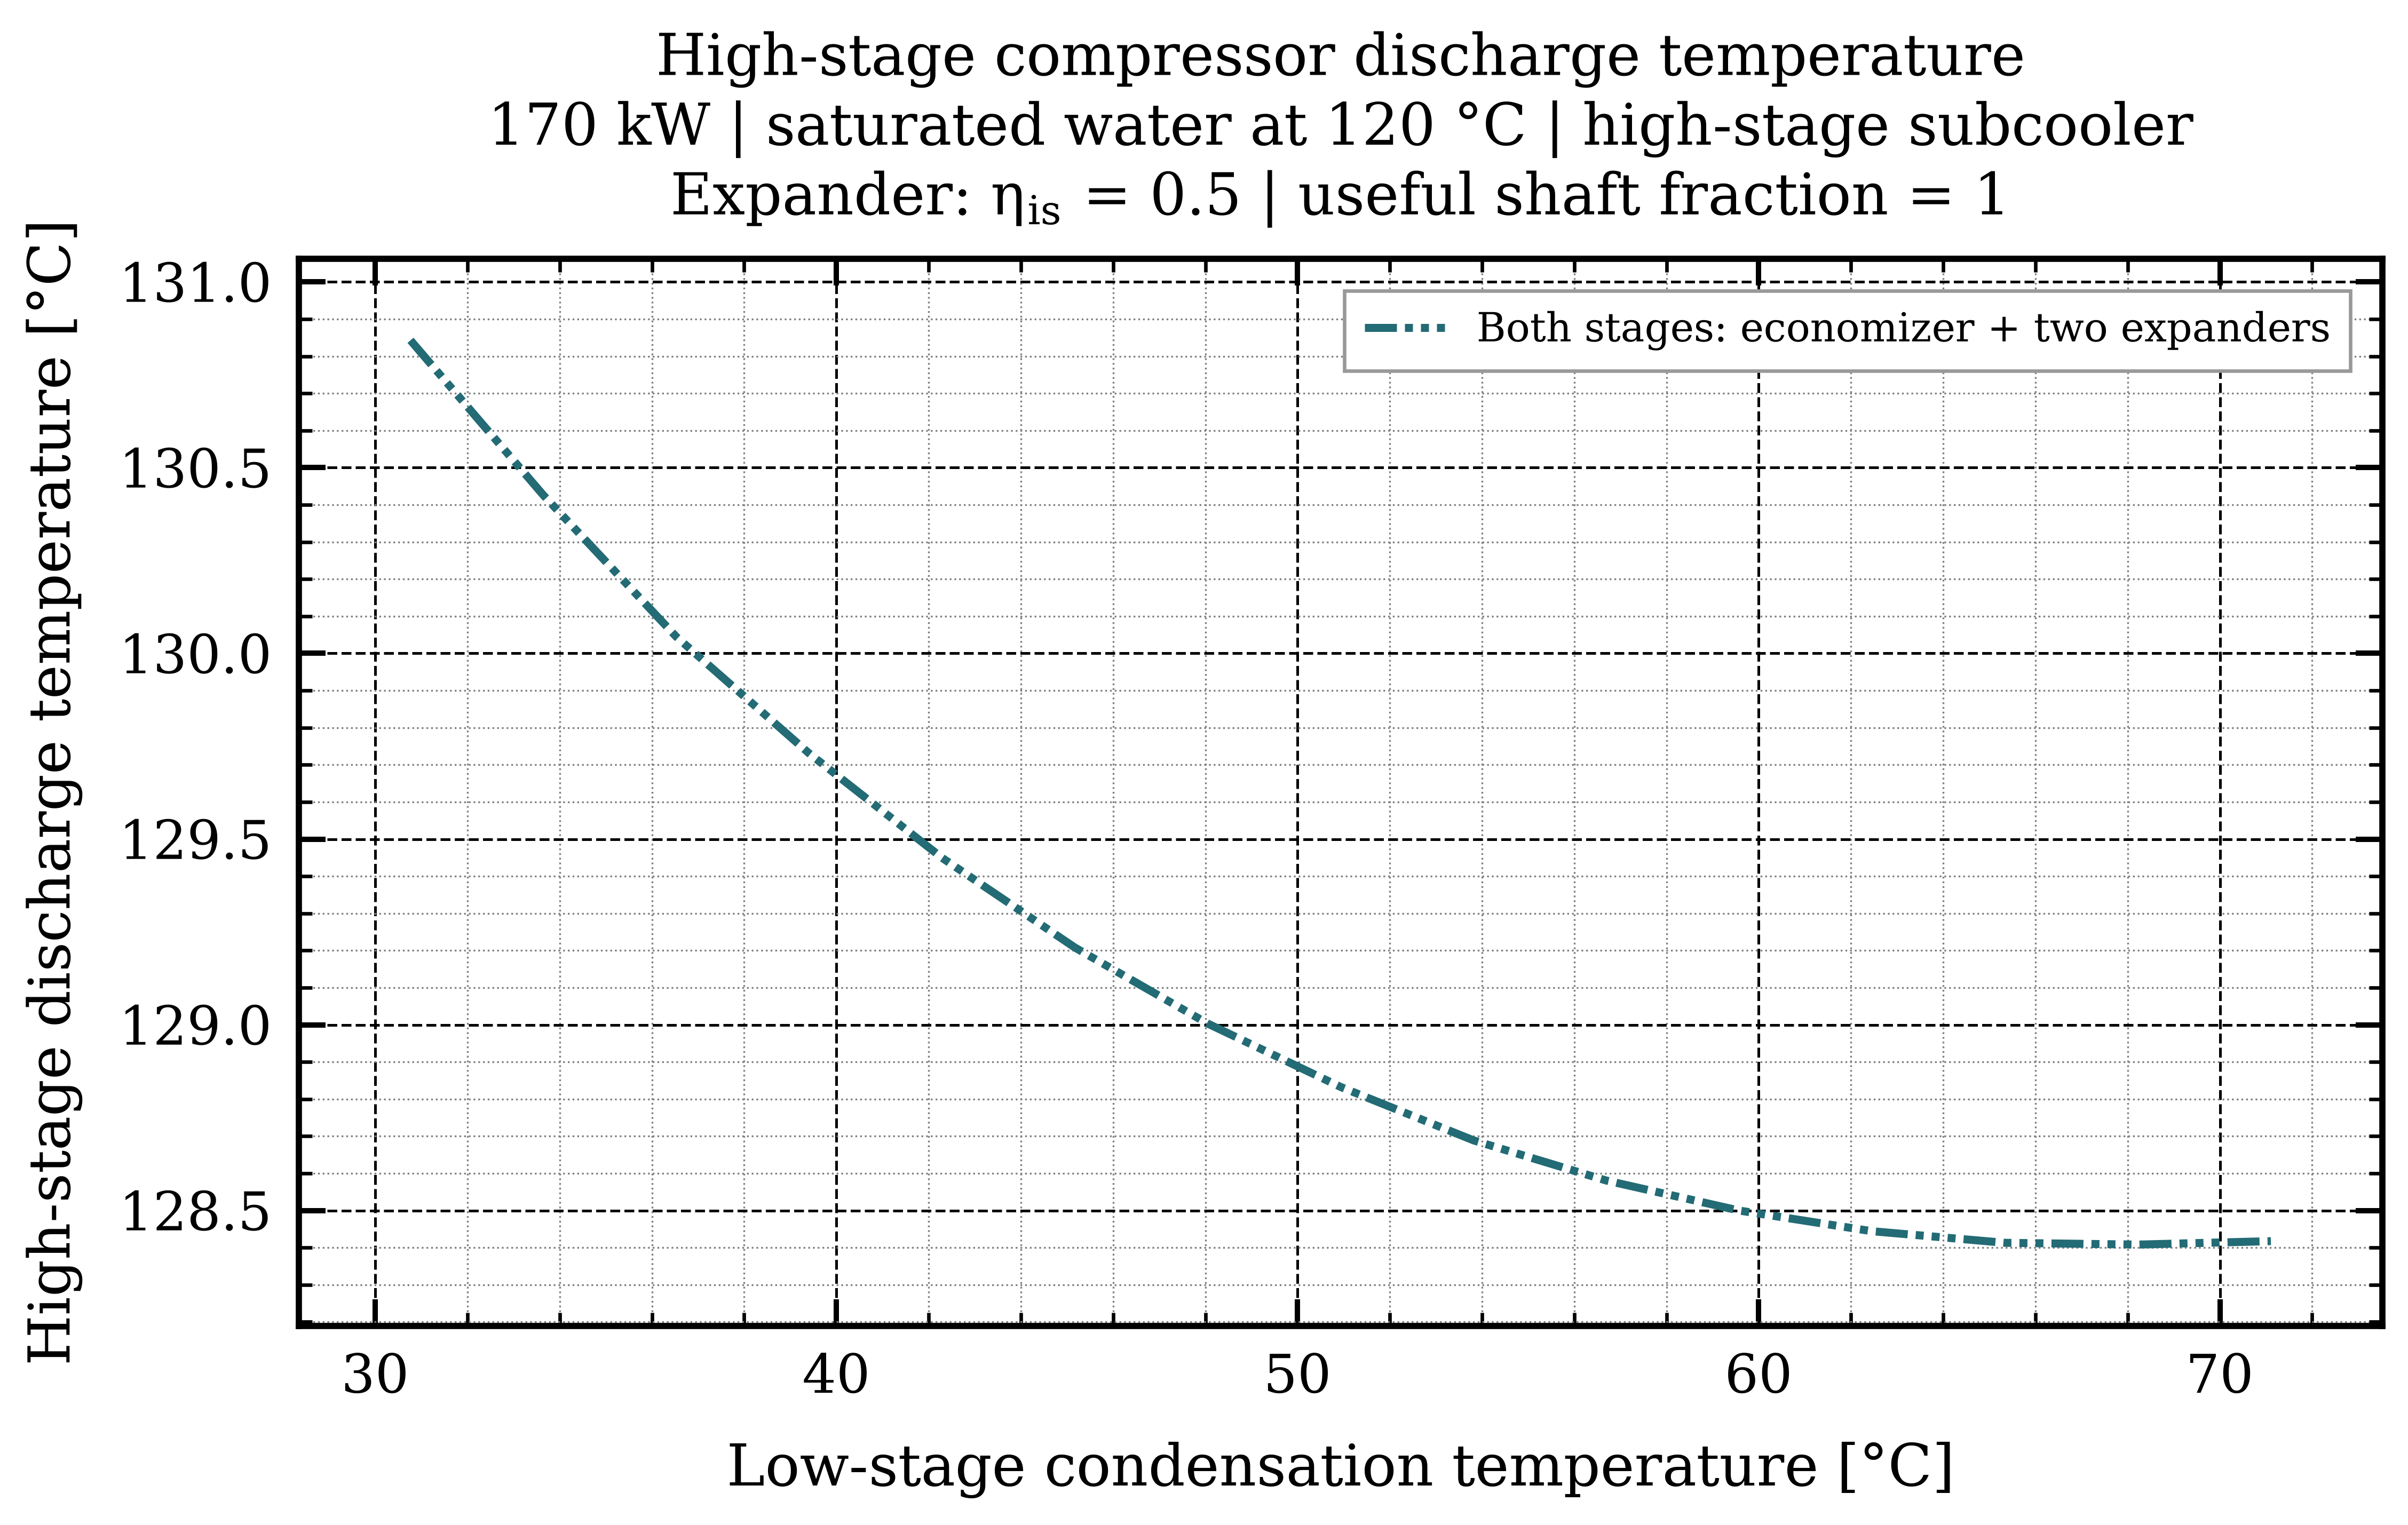 High-stage compressor discharge temperature
170 kW | saturated water at 120 °C | high-stage subcooler
Expander: ηis = 0.5 | useful shaft fraction = 1
High-stage discharge temperature [°C]
131.0
130.5
130.0
129.5
129.0
128.5
Both stages: economizer + two expanders
30 40 50 60 70
Low-stage condensation temperature [°C]